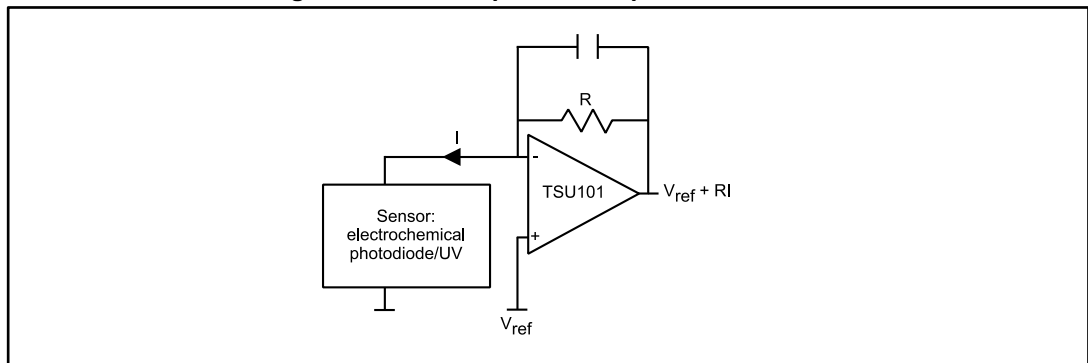 R
I
-
TSU101
Vref + RI
Sensor:
electrochemical
photodiode/UV
+
Vref